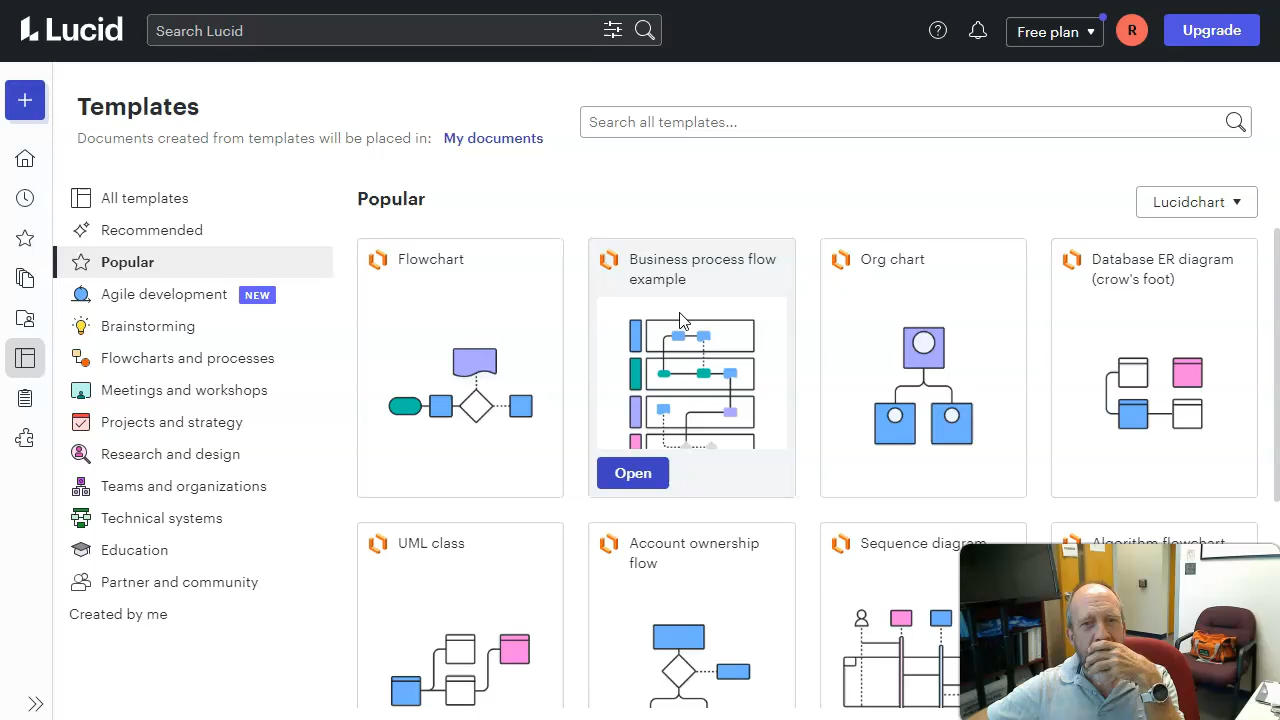 Lucid
Search Lucid
Free plan
R
Upgrade
Templates
Documents created from templates will be placed in: My documents
Search all templates...
All templates
Recommended
Popular
Agile development NEW
Brainstorming
Flowcharts and processes
Meetings and workshops
Projects and strategy
Research and design
Teams and organizations
Technical systems
Education
Partner and community
Created by me
Popular
Lucidchart
Flowchart
Business process flow
example
Open
Org chart
Database ER diagram
(crow's foot)
UML class
Account ownership
flow
Sequence diagram
Algorithm flowchart